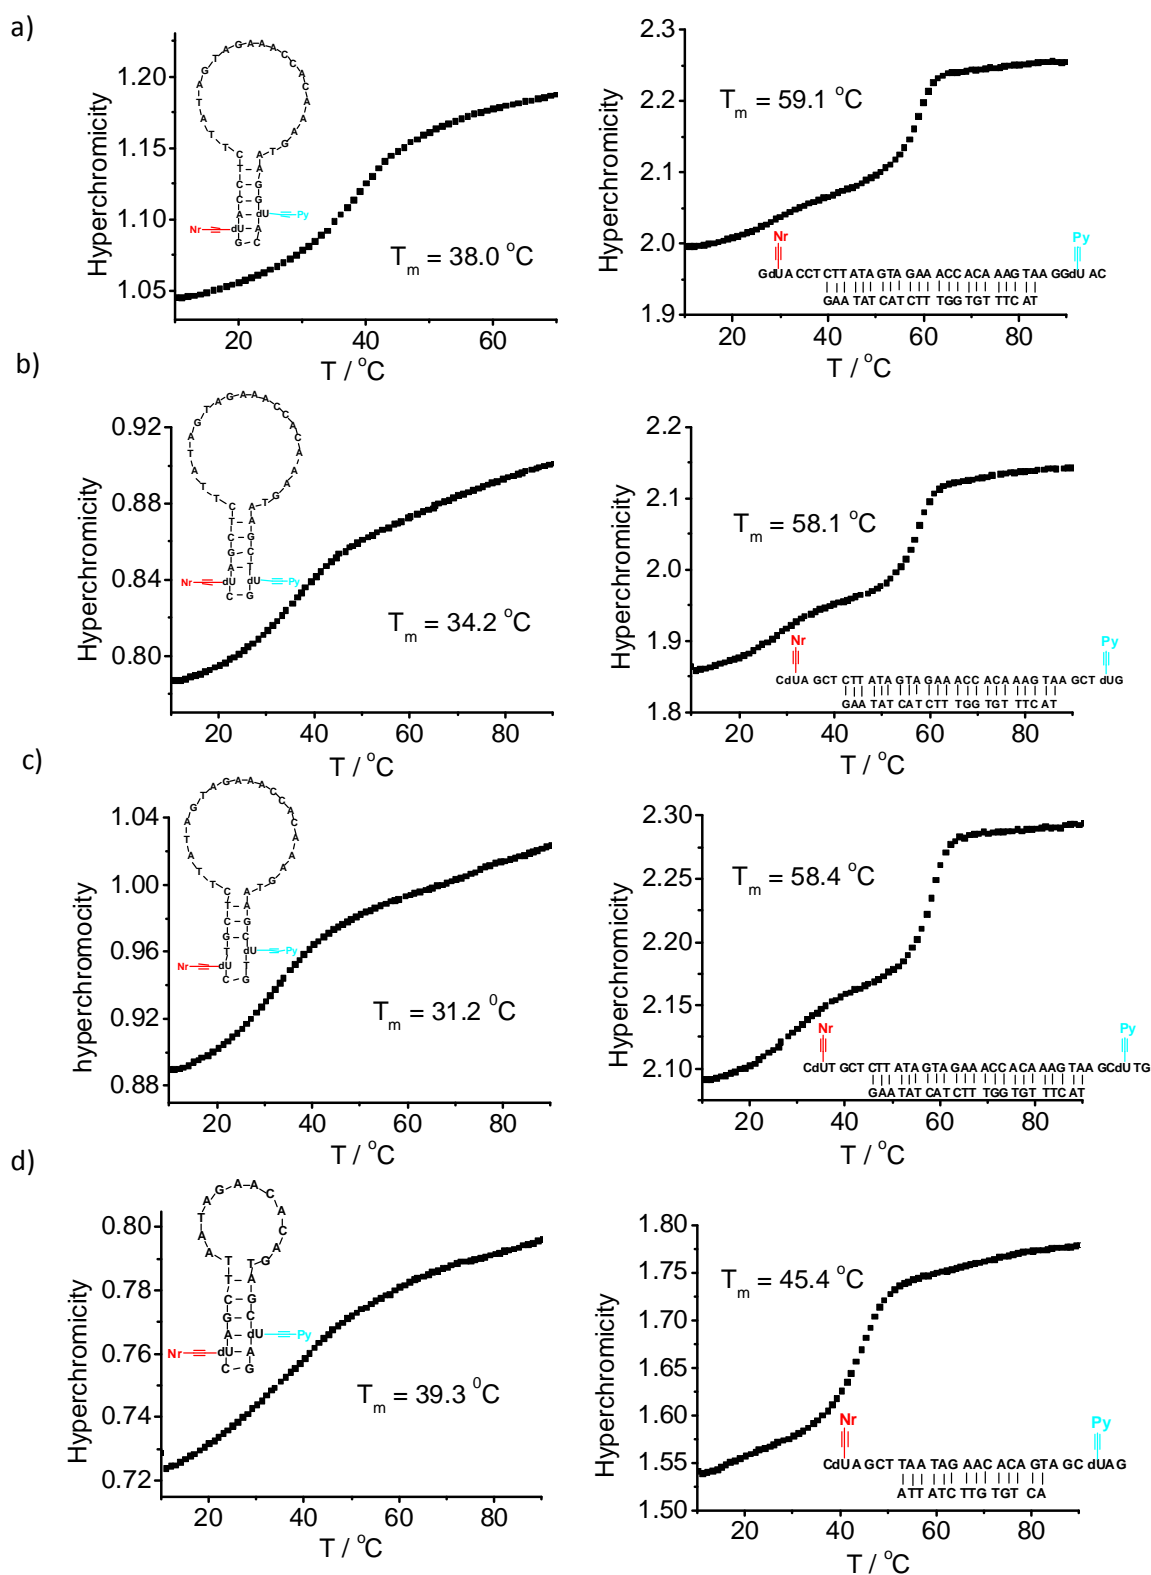 a)
Hyperchromicity
1.20
1.15
1.10
1.05
20 40 60
T / °C
Tm = 38.0 °C
Nr
Py
Hyperchromicity
2.3
2.2
2.1
2.0
1.9
20 40 60 80
T / °C
Tm = 59.1 °C
Nr
Py
GdUA CCT CTT ATA GTA GAA ACC ACA AAG TAA GGdU AC
GAA TAT CAT CTT TGG TGT TTC AT
b)
Hyperchromicity
0.92
0.88
0.84
0.80
20 40 60 80
T / °C
Tm = 34.2 °C
Nr
Py
Hyperchromicity
2.2
2.1
2.0
1.9
1.8
20 40 60 80
T / °C
Tm = 58.1 °C
Nr
Py
CdUA GCT CTT ATA GTA GAA ACC ACA AAG TAA GCT dUG
GAA TAT CAT CTT TGG TGT TTC AT
c)
hyperchromocity
1.04
1.00
0.96
0.92
0.88
20 40 60 80
T / °C
Tm = 31.2 ⁰C
Nr
Py
Hyperchromicity
2.30
2.25
2.20
2.15
2.10
20 40 60 80
T / °C
Tm = 58.4 °C
Nr
Py
CdUT GCT CTT ATA GTA GAA ACC ACA AAG TAA GCdU TG
GAA TAT CAT CTT TGG TGT TTC AT
d)
Hyperchromicity
0.80
0.78
0.76
0.74
0.72
20 40 60 80
T / °C
Tm = 39.3 ⁰C
Nr
Py
Hyperchromicity
1.80
1.75
1.70
1.65
1.60
1.55
1.50
20 40 60 80
T / °C
Tm = 45.4 °C
Nr
Py
CdUAGCT TAA TAG AAC ACA GTA GC dUAG
ATT ATC TTG TGT CA